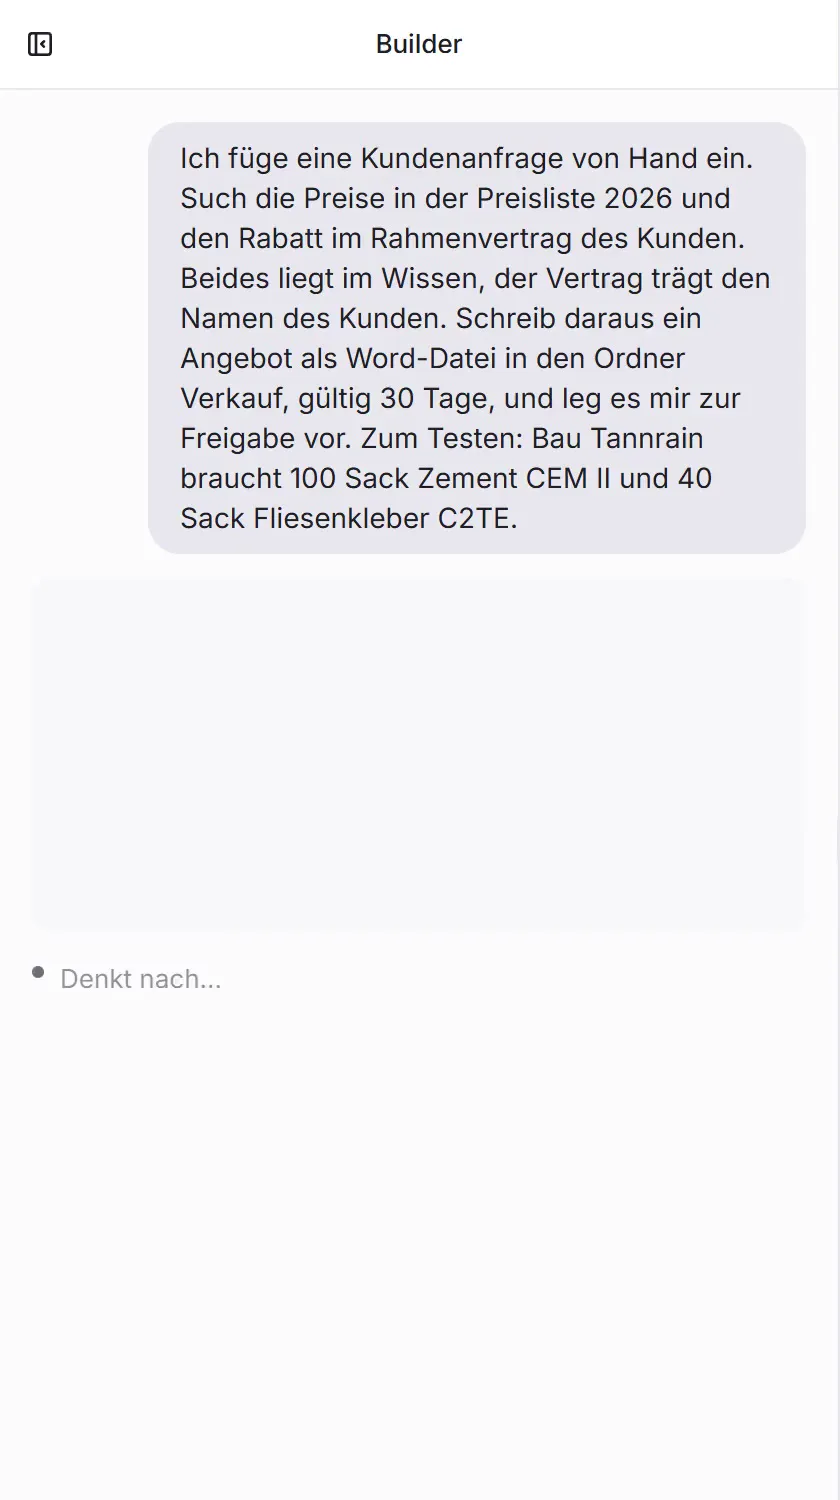 Builder
Ich füge eine Kundenanfrage von Hand ein.
Such die Preise in der Preisliste 2026 und
den Rabatt im Rahmenvertrag des Kunden.
Beides liegt im Wissen, der Vertrag trägt den
Namen des Kunden. Schreib daraus ein
Angebot als Word-Datei in den Ordner
Verkauf, gültig 30 Tage, und leg es mir zur
Freigabe vor. Zum Testen: Bau Tannrain
braucht 100 Sack Zement CEM II und 40
Sack Fliesenkleber C2TE.
Denkt nach...